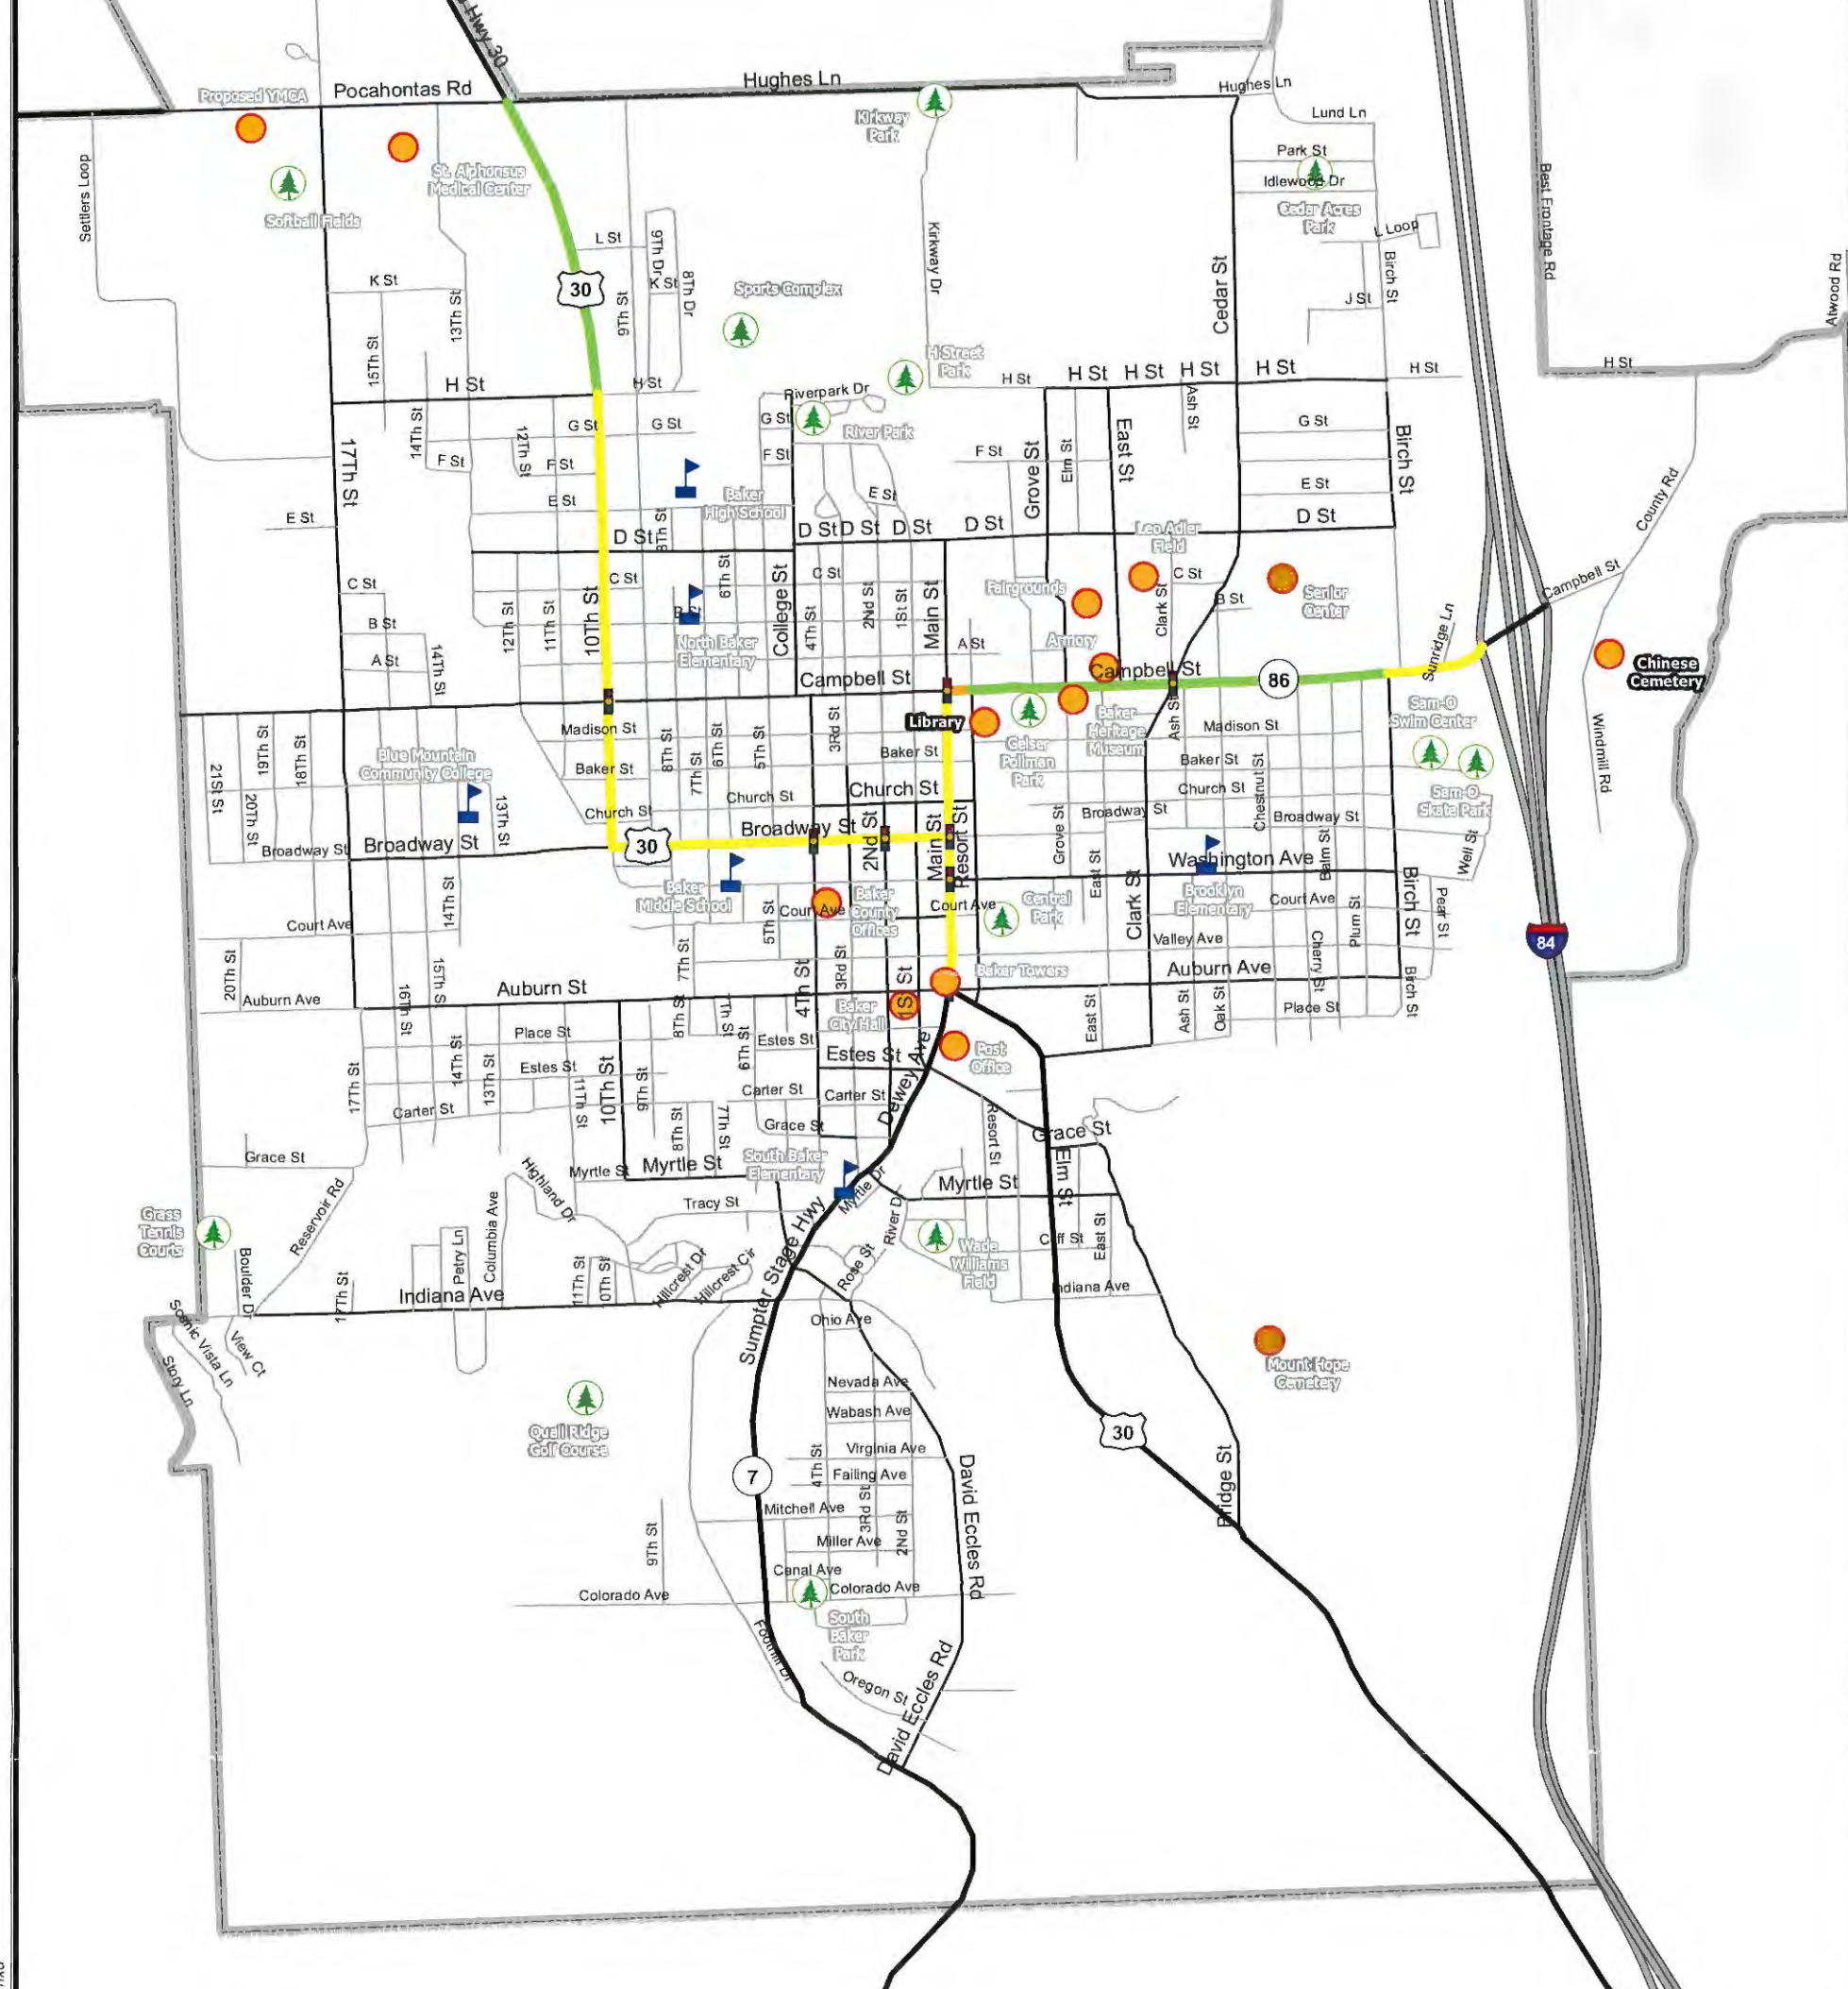 Hwy 30
Hughes Ln
Pocahontas Rd
Proposed YMCA
Hughes Ln
Lund Ln
Kirkway
Park
Park St
Idlewood Dr
St. Alphonsus
Medical Center
Softball Fields
Settlers Loop
Cedar Acres
Park
L Loop
Best Frontage Rd
Atwood Rd
L St
9Th Dr
K St
8Th Dr
9Th St
30
Kirkway Dr
Cedar St
Birch St
J St
K St
13Th St
15Th St
Sports Complex
H Street
Park
H St
H St
H St
H St
H St
H St
H St
H St
H St
Riverpark Dr
Ash St
G St
G St
G St
G St
River Park
14Th St
12Th St
F St
F St
F St
F St
17Th St
Grove St
Elm St
East St
Birch St
E St
E St
E St
E St
Baker
High School
8Th St
D St
D St
D St
D St
D St
D St
Leo Adler
Field
County Rd
Campbell St
C St
C St
C St
C St
B St
B St
B St
A St
A St
14Th St
12Th St
11Th St
10Th St
6Th St
College St
4Th St
2Nd St
1St St
Main St
North Baker
Elementary
Fairgrounds
Armory
Clark St
Senior
Center
Sunridge Ln
Chinese
Cemetery
Campbell St
Campbell St
86
Library
Geiser
Pollman
Park
Baker
Heritage
Museum
Ash St
Madison St
Madison St
Sam-O
Swim Center
Sam-O
Skate Park
Windmill Rd
21St St
20Th St
19Th St
18Th St
Blue Mountain
Community College
13Th St
Baker St
Baker St
Baker St
8Th St
7Th St
6Th St
5Th St
3Rd St
Church St
Church St
Church St
Church St
Chestnut St
Broadway St
Broadway St
Broadway St
Broadway St
Broadway St
30
2Nd St
Main St
Resort St
Grove St
East St
Washington Ave
Balm St
Well St
Baker
Middle School
Baker
County
Offices
Court Ave
Court Ave
Court Ave
Court Ave
Central
Park
Clark St
Brooklyn
Elementary
Plum St
Birch St
Pearl St
84
14Th St
5Th St
7Th St
Valley Ave
Cherry St
20Th St
Auburn Ave
Auburn St
Auburn Ave
Baker Towers
16Th St
15Th St
4Th St
3Rd St
1St St
Birch St
Baker
City Hall
8Th St
7Th St
6Th St
East St
Ash St
Oak St
Place St
Place St
Estes St
Estes St
Estes St
Dewey Ave
Post
Office
17Th St
14Th St
13Th St
11Th St
10Th St
9Th St
8Th St
7Th St
Carter St
Carter St
Carter St
Grace St
Grace St
Grace St
Resort St
Elm St
Myrtle St
Myrtle St
Myrtle St
Myrtle Dr
South Baker
Elementary
River Dr
Highland Dr
Columbia Ave
Petry Ln
Tracy St
Reservoir Rd
Grass
Tennis
Courts
Boulder Dr
17Th St
11Th St
Hillcrest Dr
Hillcrest Cir
Rose St
Wade
Williams
Field
Cliff St
East St
Indiana Ave
Indiana Ave
Scenic Vista Ln
View Ct
Story Ln
Sumpter Stage Hwy
Ohio Ave
Mount Hope
Cemetery
Quail Ridge
Golf Course
Nevada Ave
Wabash Ave
Virginia Ave
4Th St
Failing Ave
3Rd St
7
Mitchell Ave
Miller Ave
2Nd St
David Eccles Rd
30
Bridge St
9Th St
Canal Ave
Colorado Ave
Colorado Ave
South
Baker
Park
Foothill Dr
Oregon St
David Eccles Rd